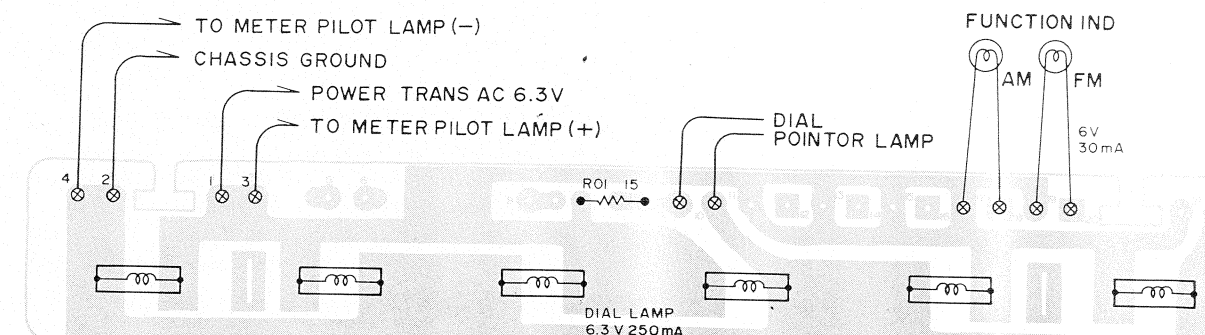 TO METER PILOT LAMP (–)
CHASSIS GROUND
POWER TRANS AC 6.3V
TO METER PILOT LAMP (+)
FUNCTION IND
AM
FM
6V
30mA
DIAL
POINTOR LAMP
4
2
1
3
R01 15
DIAL LAMP
6.3 V 250mA